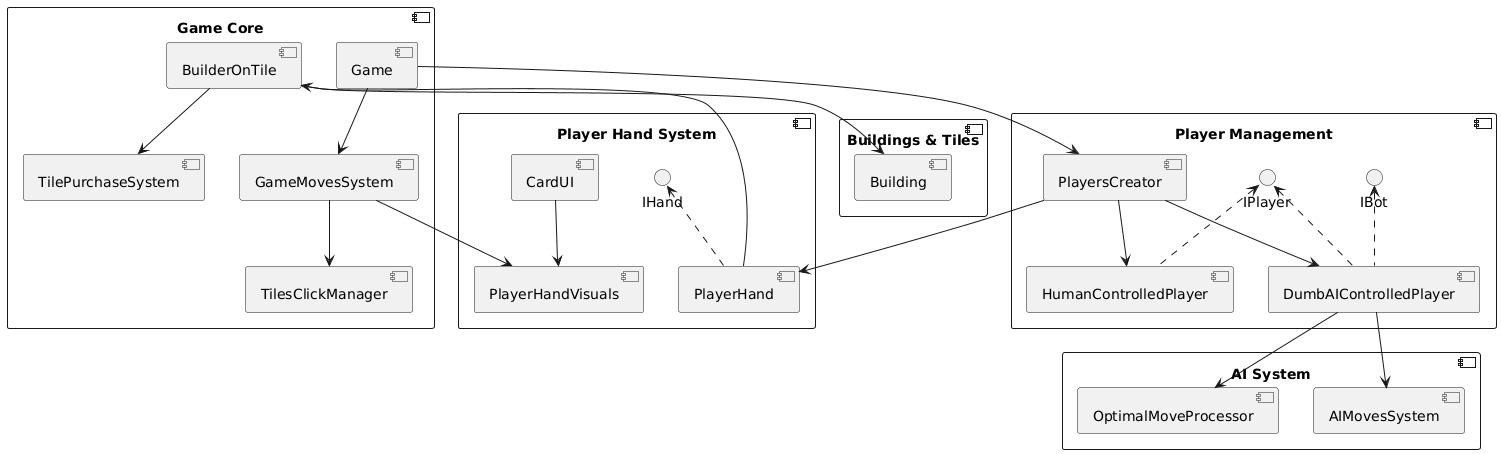 Game Core
BuilderOnTile
Game
TilePurchaseSystem
GameMovesSystem
TilesClickManager
Player Hand System
CardUI
IHand
PlayerHandVisuals
PlayerHand
Buildings & Tiles
Building
Player Management
PlayersCreator
IPlayer
IBot
HumanControlledPlayer
DumbAIControlledPlayer
AI System
OptimalMoveProcessor
AIMovesSystem